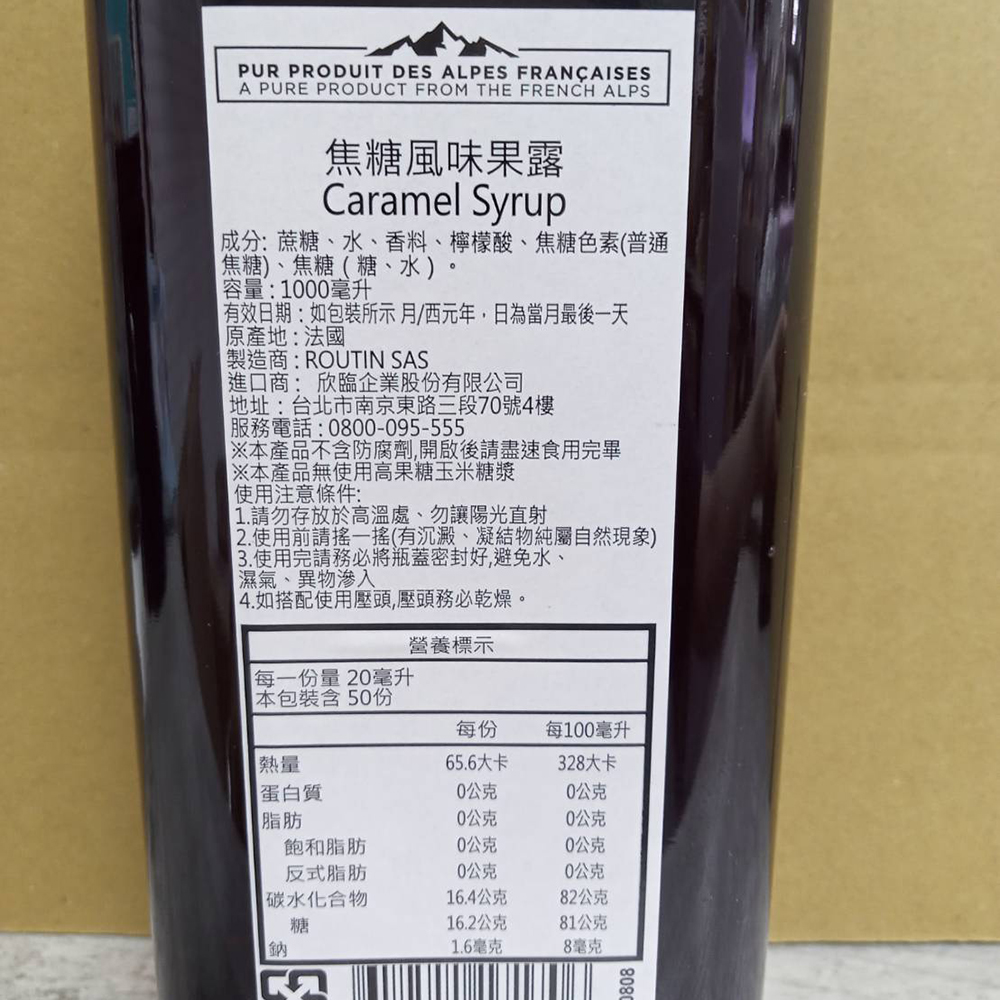 PUR PRODUIT DES ALPES FRANÇAISES
A PURE PRODUCT FROM THE FRENCH ALPS
焦糖風味果露
Caramel Syrup
成分: 蔗糖、水、香料、檸檬酸、焦糖色素(普通
焦糖)、焦糖(糖、水)。
容量:1000毫升
有效日期:如包裝所示 月/西元年,日為當月最後一天
原產地:法國
製造商:ROUTIN SAS
進口商: 欣臨企業股份有限公司
地址:台北市南京東路三段70號4樓
服務電話:0800-095-555
※本產品不含防腐劑,開啟後請盡速食用完畢
※本產品無使用高果糖玉米糖漿
使用注意條件:
1.請勿存放於高溫處、勿讓陽光直射
2.使用前請搖一搖(有沉澱、凝結物純屬自然現象)
3.使用完請務必將瓶蓋密封好,避免水、
濕氣、異物滲入
4.如搭配使用壓頭,壓頭務必乾燥。
營養標示
每一份量 20毫升
本包裝含 50份
每份 每100毫升
熱量 65.6大卡 328大卡
蛋白質 0公克 0公克
脂肪 0公克 0公克
飽和脂肪 0公克 0公克
反式脂肪 0公克 0公克
碳水化合物 16.4公克 82公克
糖 16.2公克 81公克
鈉 1.6毫克 8毫克
0808